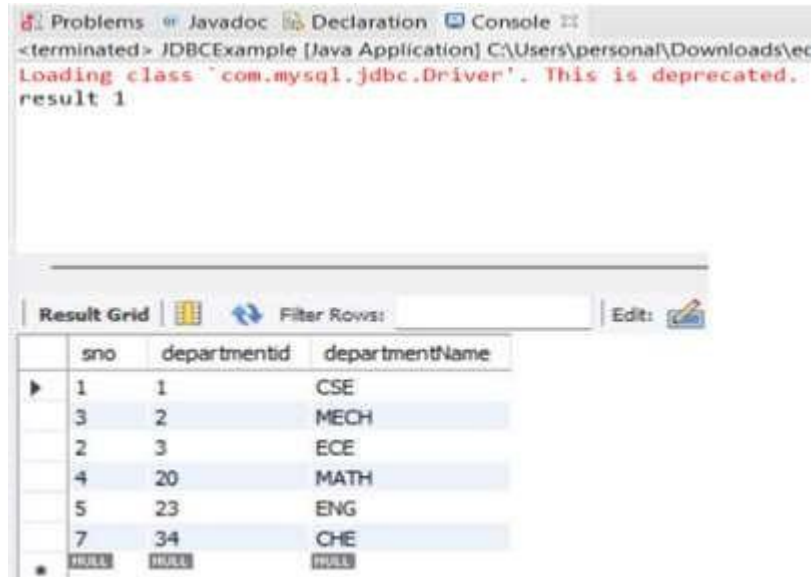 Problems Javadoc Declaration Console
<terminated> JDBCExample [Java Application] C:\Users\personal\Downloads\ec
Loading class `com.mysql.jdbc.Driver'. This is deprecated.
result 1
Result Grid Filter Rows: Edit:
sno departmentid departmentName
1 1 CSE
3 2 MECH
2 3 ECE
4 20 MATH
5 23 ENG
7 34 CHE
NULL NULL NULL